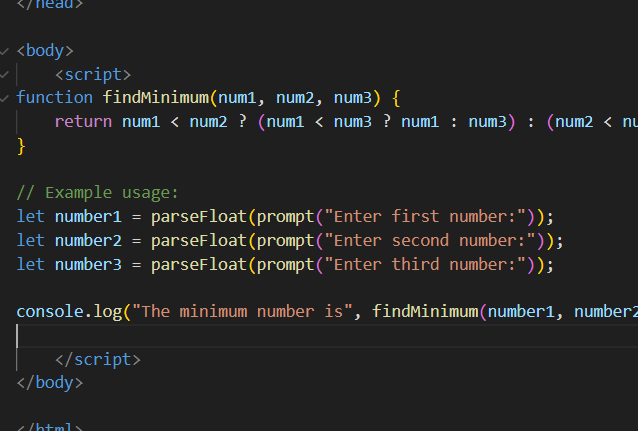 </head>
<body>
<script>
function findMinimum(num1, num2, num3) {
return num1 < num2 ? (num1 < num3 ? num1 : num3) : (num2 <
}
// Example usage:
let number1 = parseFloat(prompt("Enter first number:"));
let number2 = parseFloat(prompt("Enter second number:"));
let number3 = parseFloat(prompt("Enter third number:"));
console.log("The minimum number is", findMinimum(number1, number2
</script>
</body>
</html>